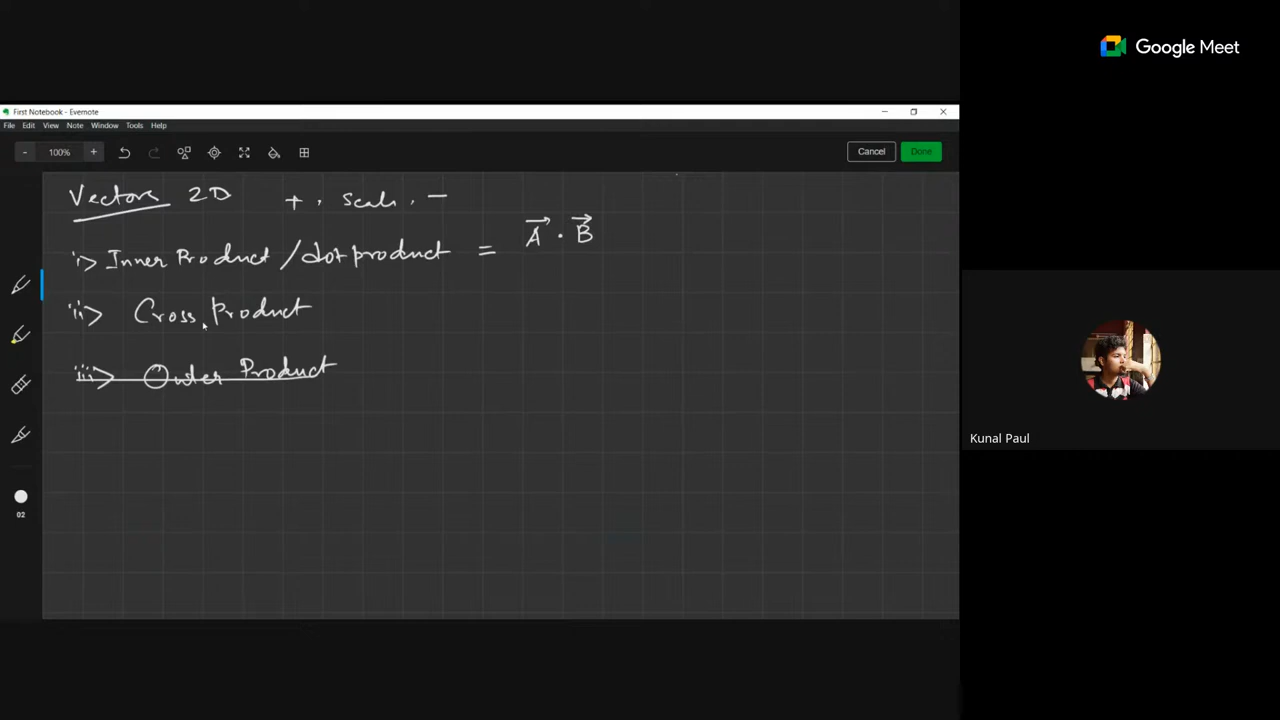 Google Meet
First Notebook - Evernote
File Edit View Note Window Tools Help
- 100% +
Cancel Done
Vectors 2D + , scale , -
i> Inner Product / dot product = A · B
ii> Cross Product
iii> Outer Product
Kunal Paul
02